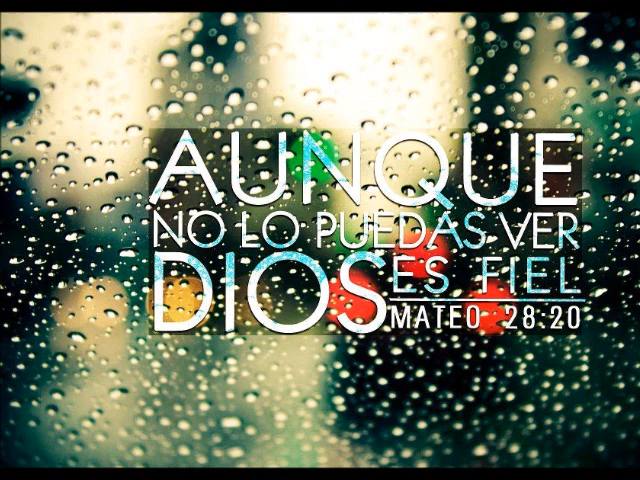 AUNQUE
NO LO PUEDAS VER
DIOS ES FIEL
MATEO 28:20